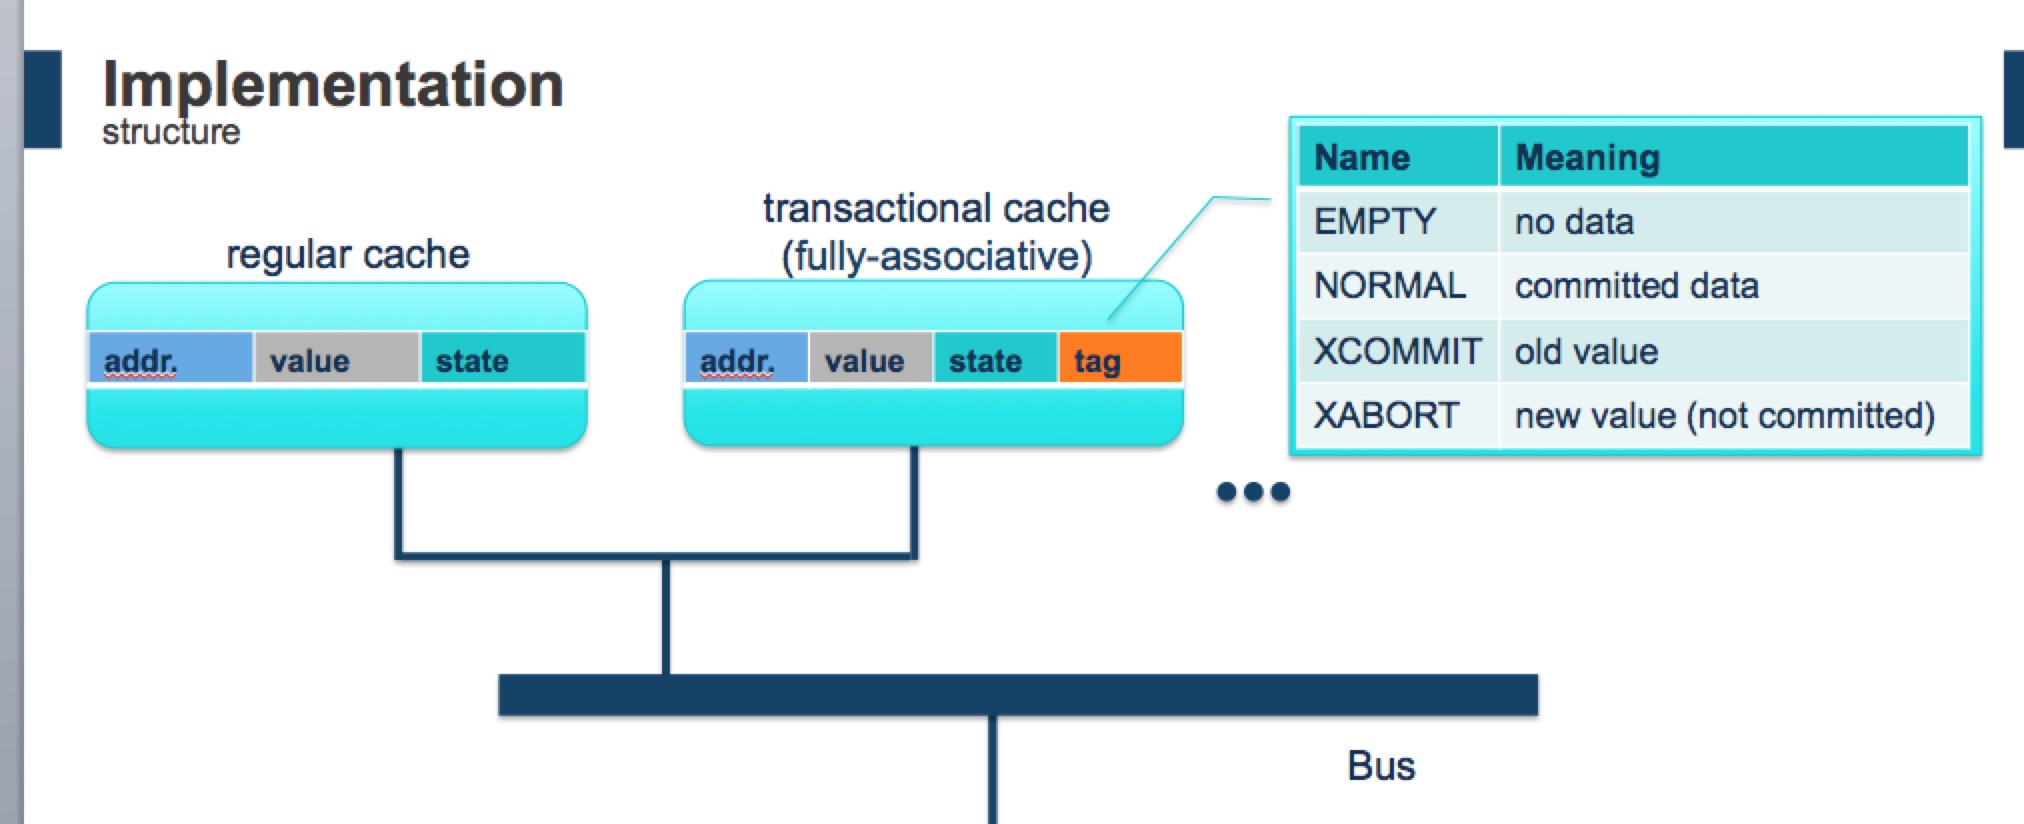 Implementation
structure
regular cache
addr. value state
transactional cache
(fully-associative)
addr. value state tag
Name Meaning
EMPTY no data
NORMAL committed data
XCOMMIT old value
XABORT new value (not committed)
Bus